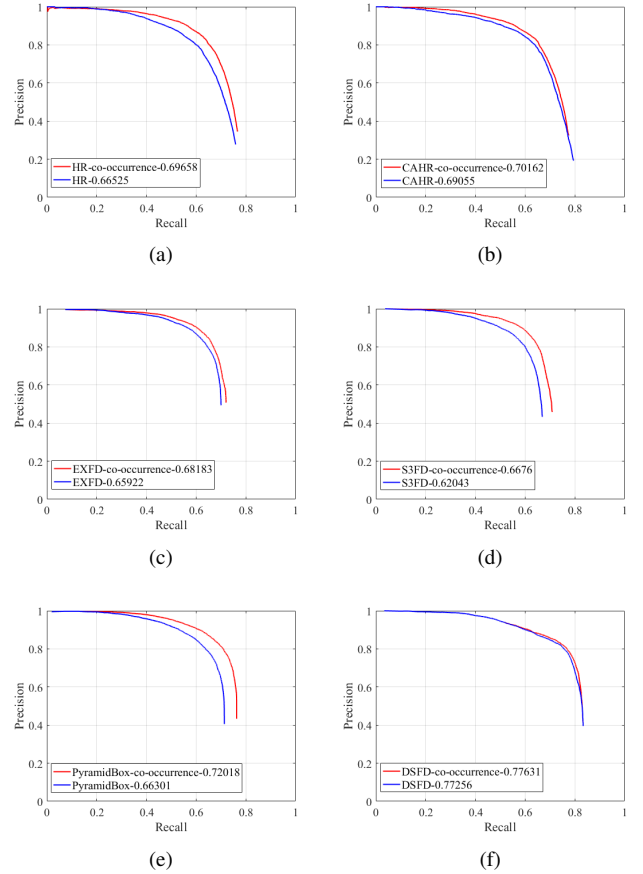 1
0.8
0.6
0.4
0.2
0
Precision
HR-co-occurrence-0.69658
HR-0.66525
0 0.2 0.4 0.6 0.8 1
Recall
(a)
1
0.8
0.6
0.4
0.2
0
Precision
CAHR-co-occurrence-0.70162
CAHR-0.69055
0 0.2 0.4 0.6 0.8 1
Recall
(b)
1
0.8
0.6
0.4
0.2
0
Precision
EXFD-co-occurrence-0.68183
EXFD-0.65922
0 0.2 0.4 0.6 0.8 1
Recall
(c)
1
0.8
0.6
0.4
0.2
0
Precision
S3FD-co-occurrence-0.6676
S3FD-0.62043
0 0.2 0.4 0.6 0.8 1
Recall
(d)
1
0.8
0.6
0.4
0.2
0
Precision
PyramidBox-co-occurrence-0.72018
PyramidBox-0.66301
0 0.2 0.4 0.6 0.8 1
Recall
(e)
1
0.8
0.6
0.4
0.2
0
Precision
DSFD-co-occurrence-0.77631
DSFD-0.77256
0 0.2 0.4 0.6 0.8 1
Recall
(f)